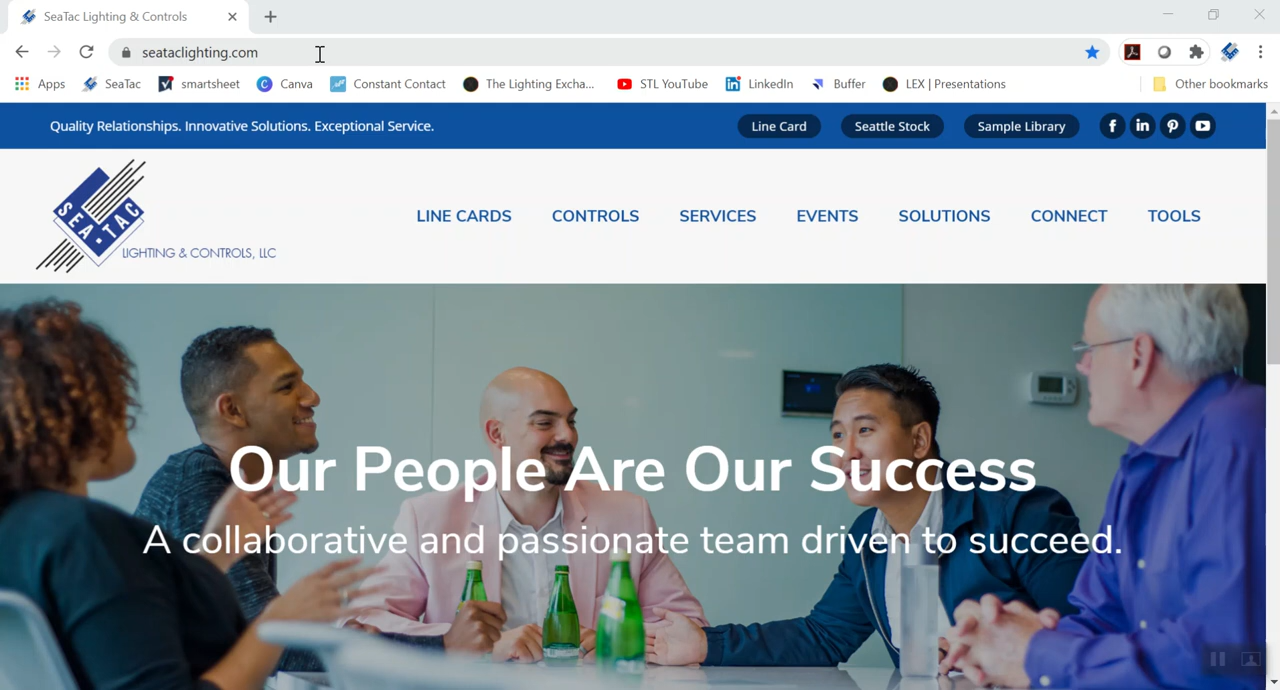 SeaTac Lighting & Controls
seataclighting.com
Apps SeaTac smartsheet Canva Constant Contact The Lighting Excha... STL YouTube LinkedIn Buffer LEX | Presentations Other bookmarks
Quality Relationships. Innovative Solutions. Exceptional Service. Line Card Seattle Stock Sample Library
SEA·TAC
LIGHTING & CONTROLS, LLC
LINE CARDS CONTROLS SERVICES EVENTS SOLUTIONS CONNECT TOOLS
Our People Are Our Success
A collaborative and passionate team driven to succeed.